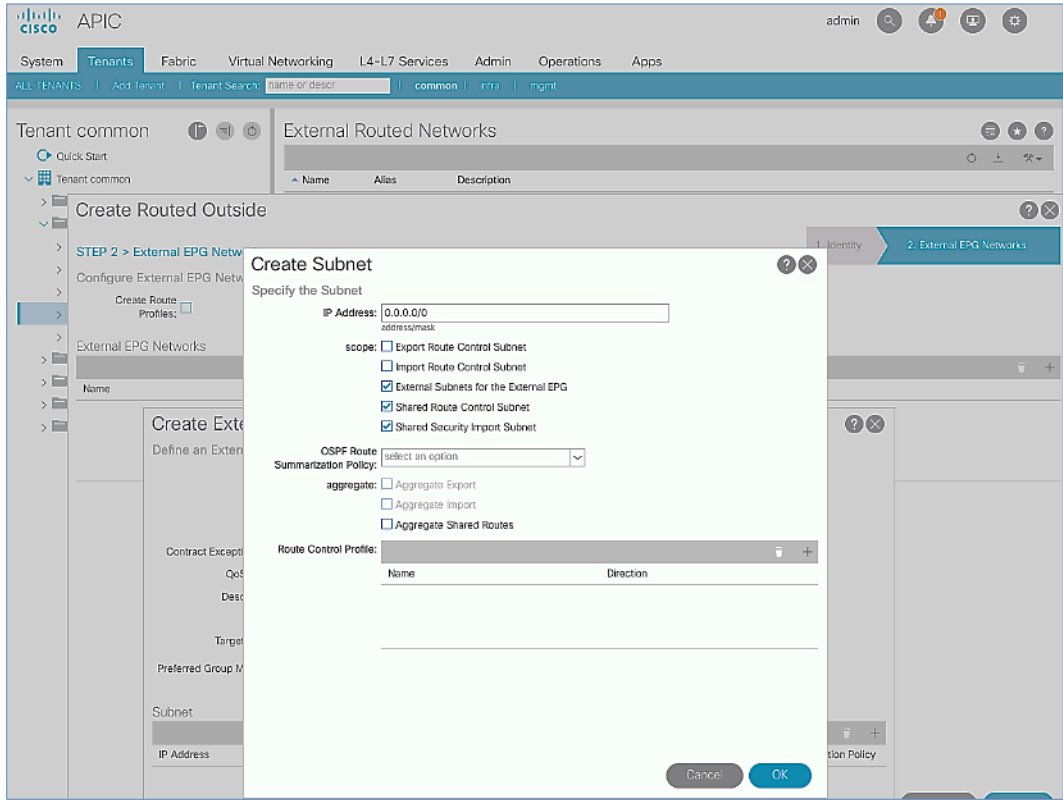 cisco APIC admin 1
System Tenants Fabric Virtual Networking L4-L7 Services Admin Operations Apps
ALL TENANTS | Add Tenant | Tenant Search: name or descr | common | infra | mgmt
Tenant common
Quick Start
Tenant common
External Routed Networks
Name Alias Description
Create Routed Outside
STEP 2 > External EPG Netw
1. Identity 2. External EPG Networks
Configure External EPG Netw
Create Route
Profiles:
External EPG Networks
Name
Create Exte
Define an Extern
Contract Excepti
QoS
Desc
Target
Preferred Group M
Subnet
IP Address tion Policy
Create Subnet
Specify the Subnet
IP Address: 0.0.0.0/0
address/mask
scope: Export Route Control Subnet
Import Route Control Subnet
External Subnets for the External EPG
Shared Route Control Subnet
Shared Security Import Subnet
OSPF Route
Summarization Policy: select an option
aggregate: Aggregate Export
Aggregate Import
Aggregate Shared Routes
Route Control Profile:
Name Direction
Cancel OK